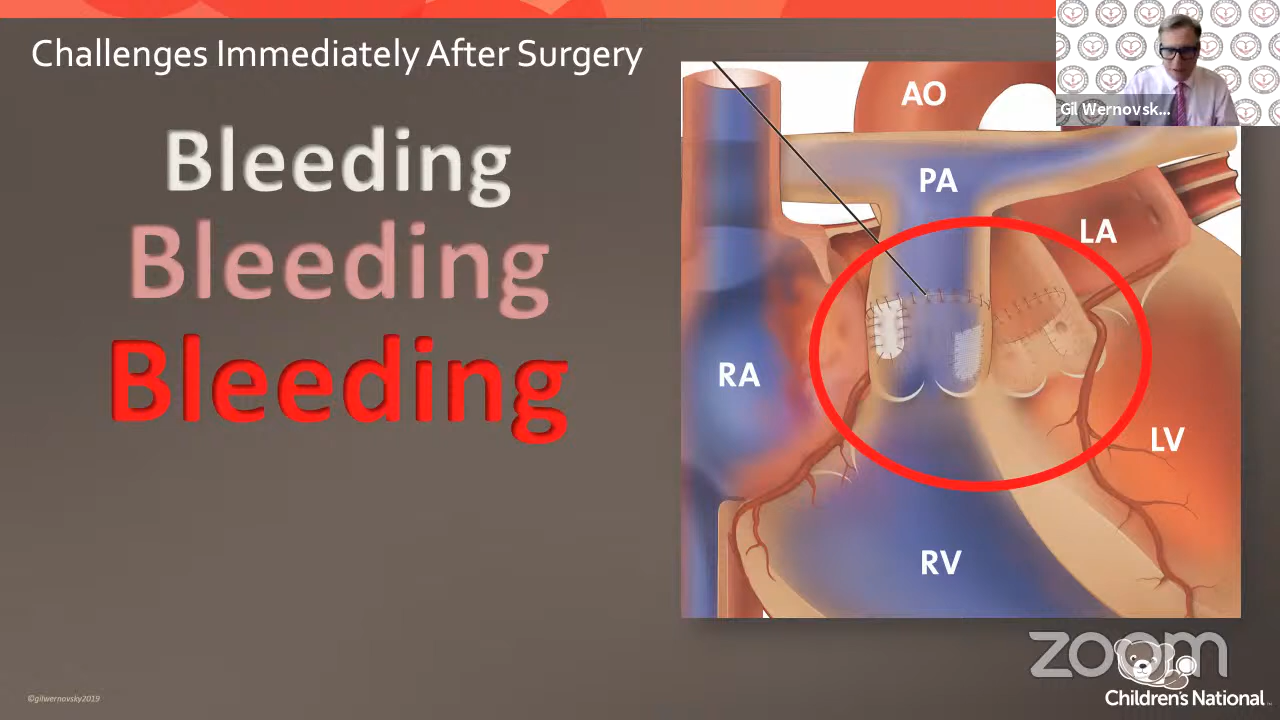 Challenges Immediately After Surgery
Bleeding
Bleeding
Bleeding
AO
PA
LA
RA
LV
RV
Gil Wernovsk...
zoom
Children's National
©gilwernovsky2019